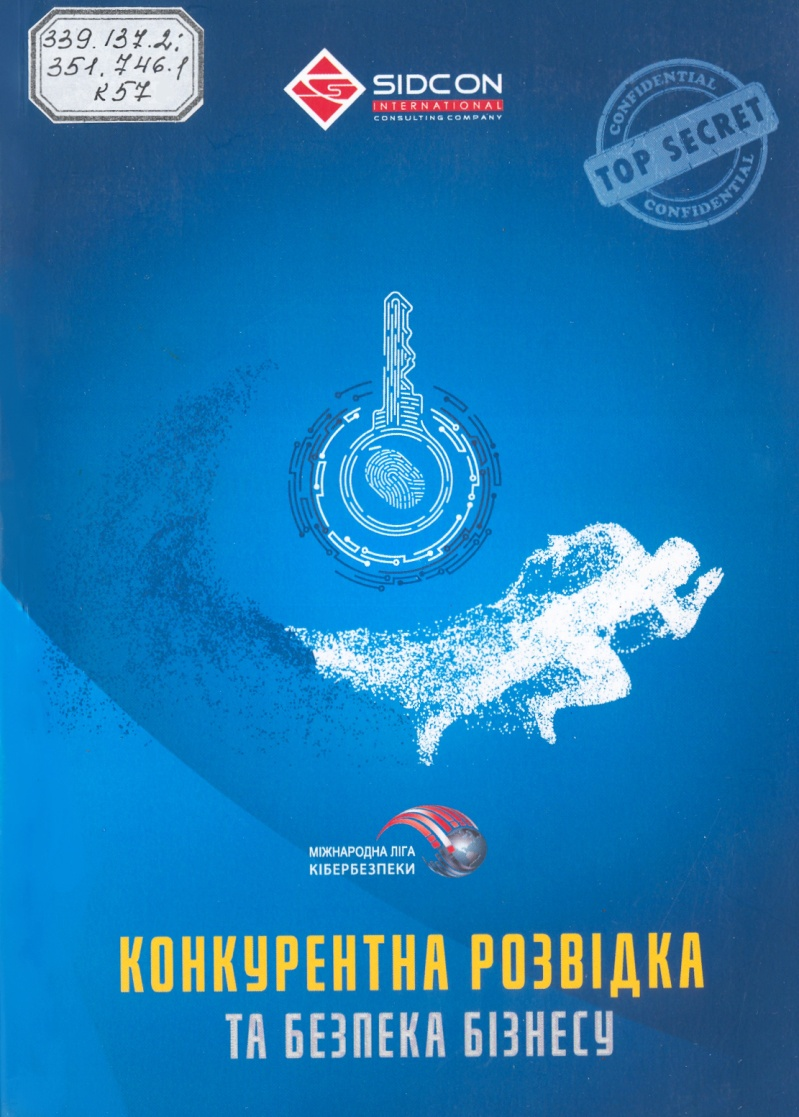 339.137.2:
351.746.1
К57
SIDCON
INTERNATIONAL
CONSULTING COMPANY
CONFIDENTIAL
TOP SECRET
CONFIDENTIAL
МІЖНАРОДНА ЛІГА
КІБЕРБЕЗПЕКИ
КОНКУРЕНТНА РОЗВІДКА
ТА БЕЗПЕКА БІЗНЕСУ